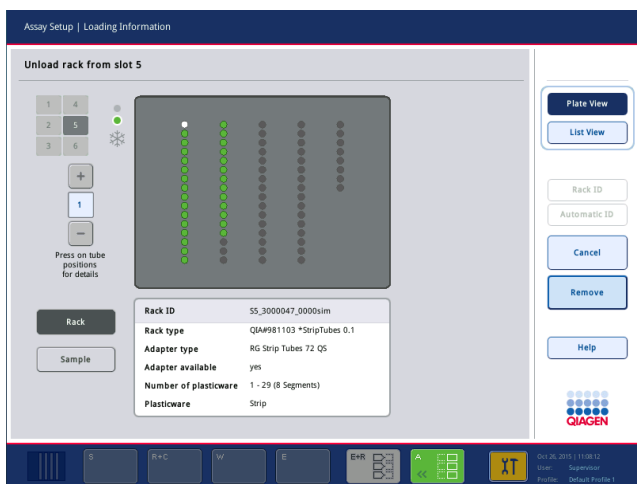 Assay Setup | Loading Information
Unload rack from slot 5
1 4
2 5
3 6
+
1
−
Press on tube
positions
for details
Rack
Sample
Rack ID S5_3000047_0000sim
Rack type QIA#981103 *StripTubes 0.1
Adapter type RG Strip Tubes 72 QS
Adapter available yes
Number of plasticware 1 - 29 (8 Segments)
Plasticware Strip
Plate View
List View
Rack ID
Automatic ID
Cancel
Remove
Help
QIAGEN
S
R+C
W
E
E+R
A
Oct 26, 2015 | 11:08:12
User: Supervisor
Profile: Default Profile 1